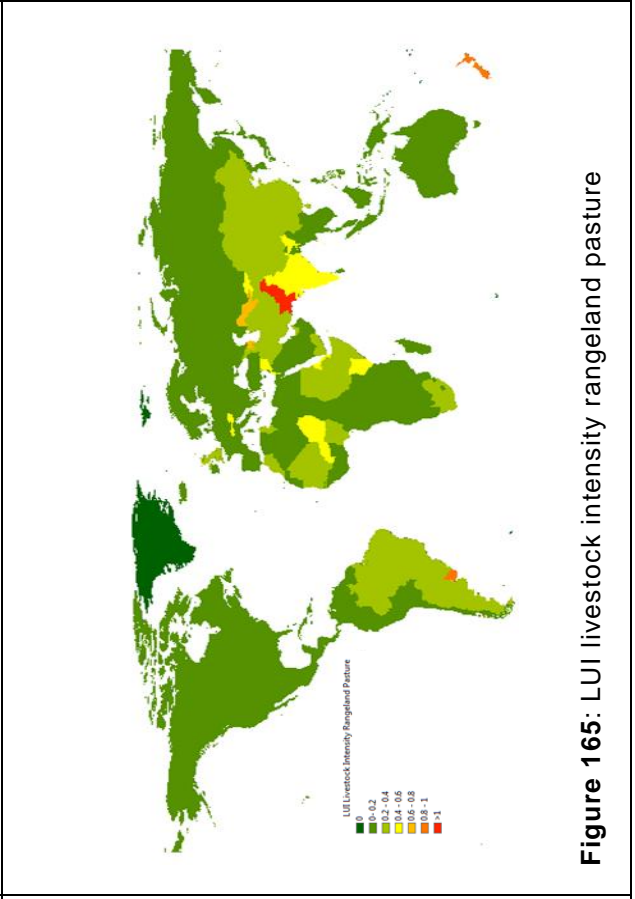 LUI Livestock Intensity Rangeland Pasture
0
0 - 0.2
0.2 - 0.4
0.4 - 0.6
0.6 - 0.8
0.8 - 1
>1
Figure 165: LUI livestock intensity rangeland pasture